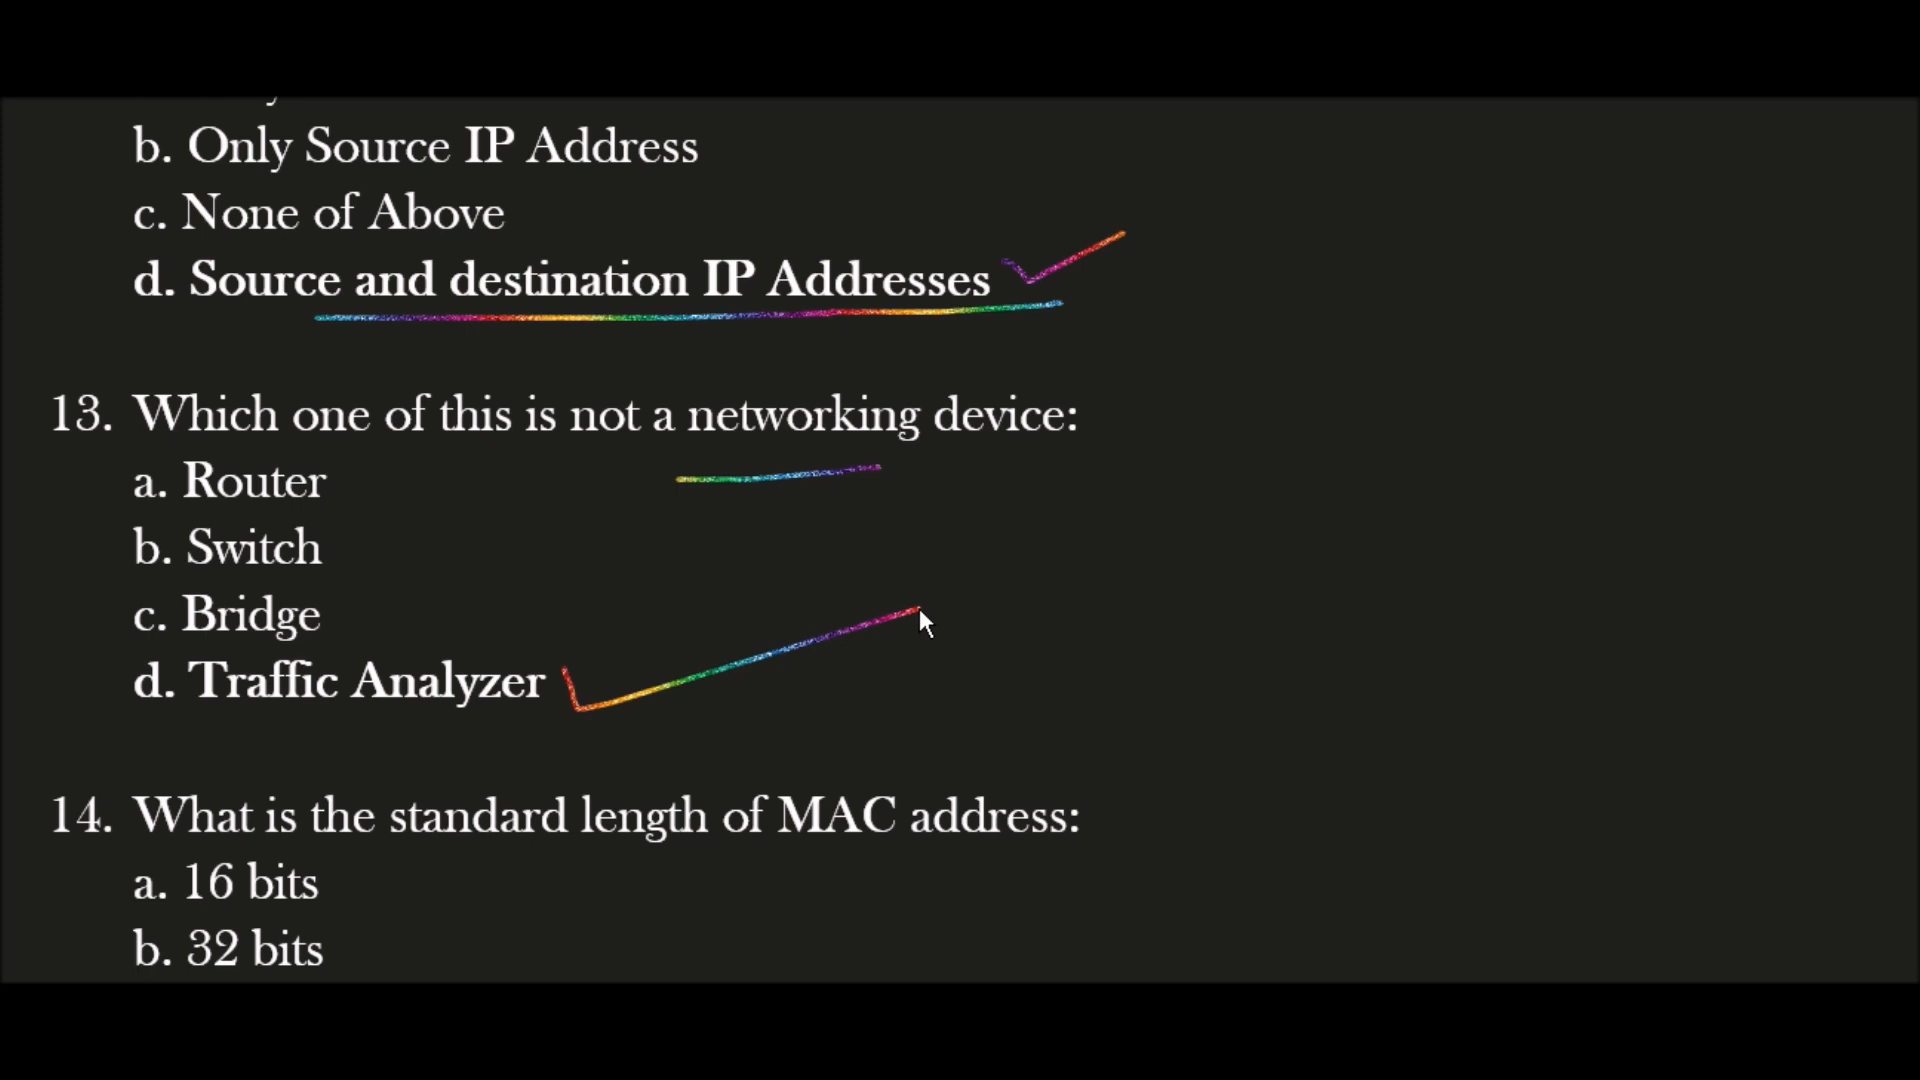 b. Only Source IP Address
c. None of Above
d. Source and destination IP Addresses
13. Which one of this is not a networking device:
a. Router
b. Switch
c. Bridge
d. Traffic Analyzer
14. What is the standard length of MAC address:
a. 16 bits
b. 32 bits